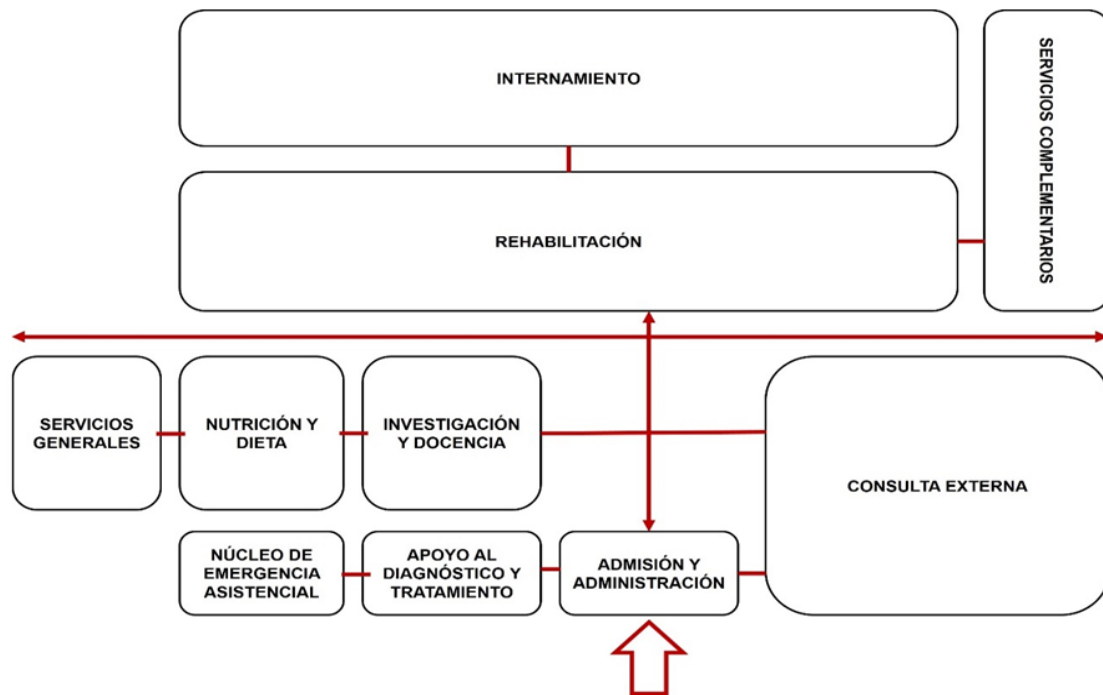 INTERNAMIENTO
SERVICIOS COMPLEMENTARIOS
REHABILITACIÓN
SERVICIOS
GENERALES
NUTRICIÓN Y
DIETA
INVESTIGACIÓN
Y DOCENCIA
CONSULTA EXTERNA
NÚCLEO DE
EMERGENCIA
ASISTENCIAL
APOYO AL
DIAGNÓSTICO Y
TRATAMIENTO
ADMISIÓN Y
ADMINISTRACIÓN